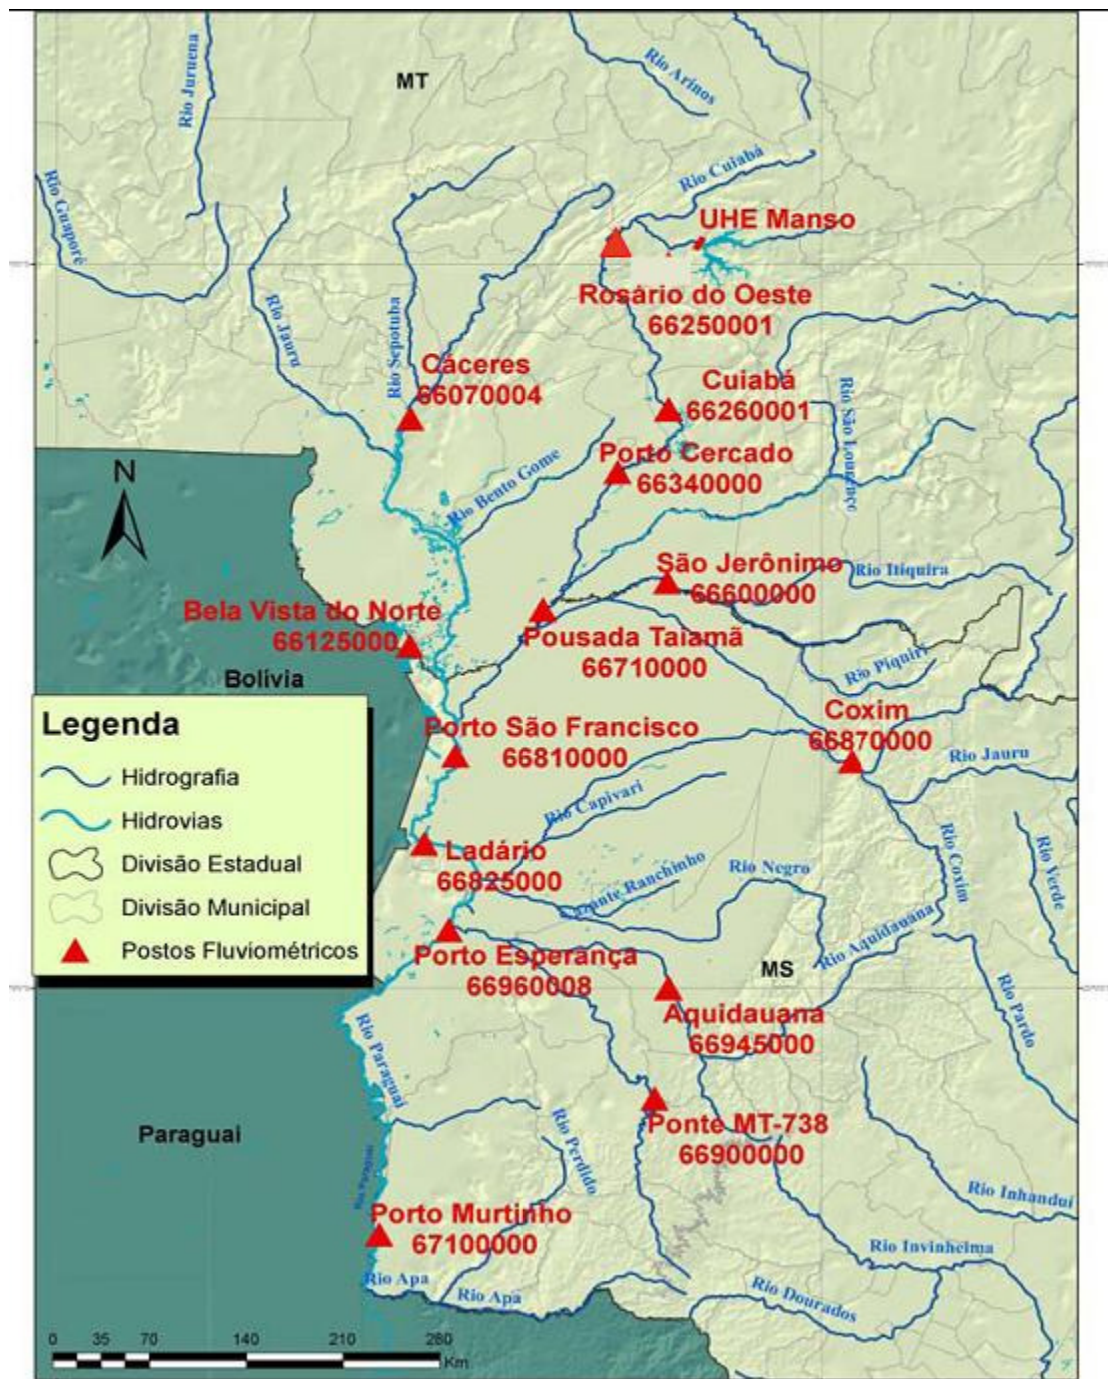 MT
Rio Juruena
Rio Arinos
Rio Guaporé
Rio Cuiabá
UHE Manso
Rosário do Oeste
66250001
Rio Jauru
Rio Sepotuba
Cáceres
66070004
Cuiabá
66260001
Rio São Lourenço
Porto Cercado
66340000
Rio Bento Gome
N
São Jerônimo
66600000
Rio Itiquira
Bela Vista do Norte
66125000
Pousada Taiamã
66710000
Rio Piquiri
Bolívia
Coxim
66870000
Porto São Francisco
66810000
Rio Jauru
Rio Capivari
Legenda
Hidrografia
Hidrovias
Divisão Estadual
Divisão Municipal
Postos Fluviométricos
Ladário
66825000
Ranchinho
Rio Negro
Rio Coxim
Rio Verde
Rio Aquidauana
Porto Esperança
66960008
MS
Aquidauana
66945000
Rio Pardo
Rio Paraguai
Ponte MT-738
66900000
Rio Perdido
Paraguai
Rio Paraguai
Rio Inhanduí
Porto Murtinho
67100000
Rio Invinheima
Rio Apa
Rio Apa
Rio Dourados
0 35 70 140 210 280
Km